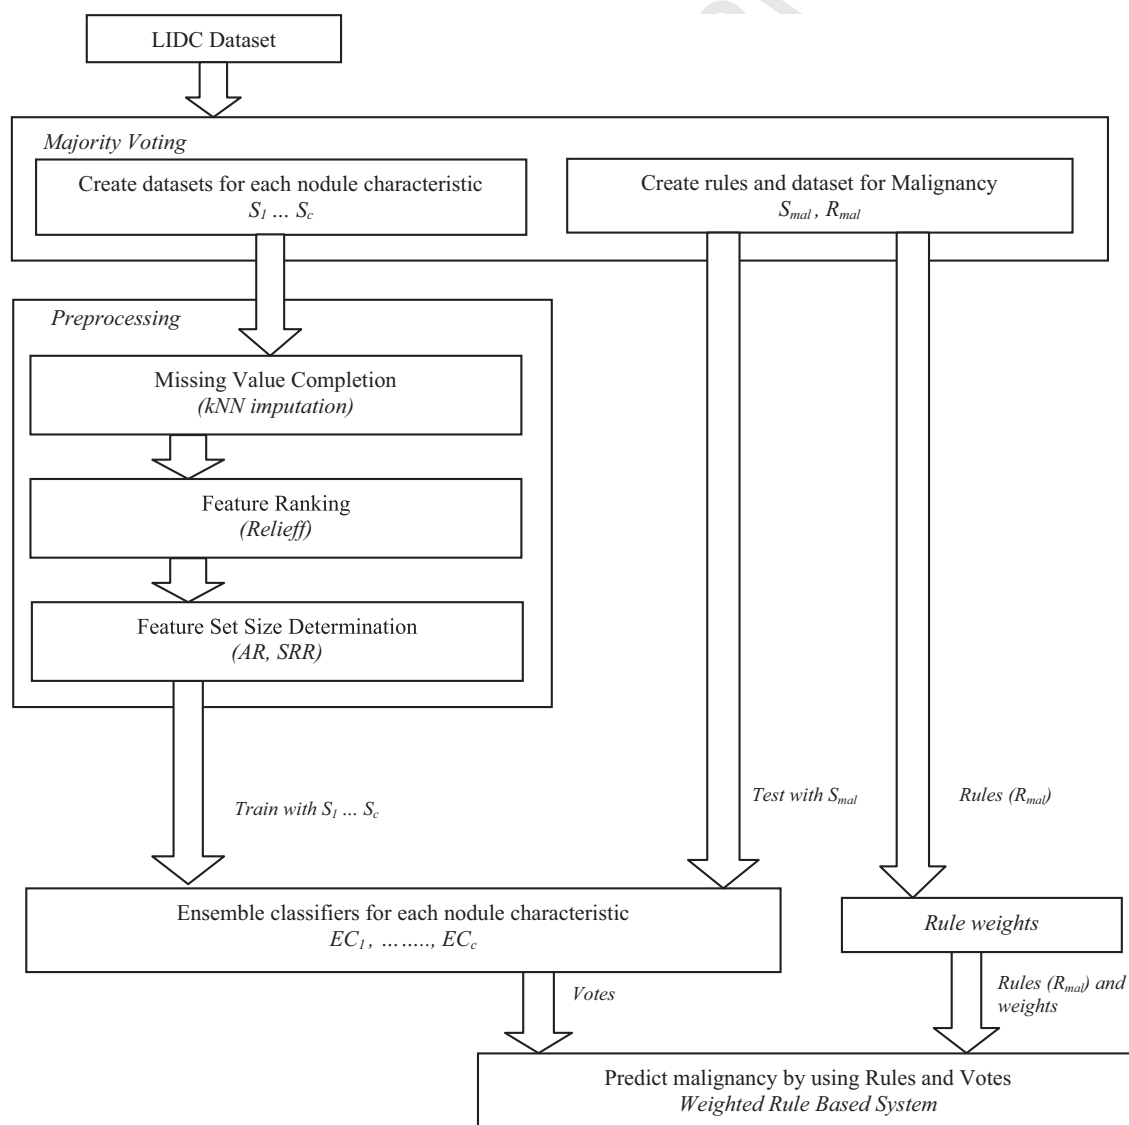 LIDC Dataset
Majority Voting
Create datasets for each nodule characteristic
S1 ... Sc
Create rules and dataset for Malignancy
Smal , Rmal
Preprocessing
Missing Value Completion
(kNN imputation)
Feature Ranking
(Relieff)
Feature Set Size Determination
(AR, SRR)
Train with S1 ... Sc
Test with Smal
Rules (Rmal)
Ensemble classifiers for each nodule characteristic
EC1 , ........, ECc
Rule weights
Votes
Rules (Rmal) and
weights
Predict malignancy by using Rules and Votes
Weighted Rule Based System